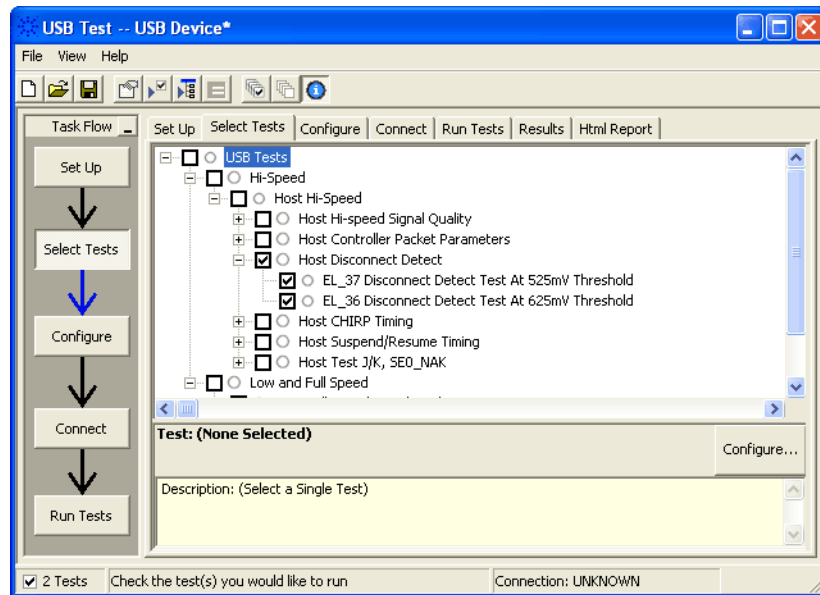 USB Test -- USB Device*
File View Help
Task Flow
Set Up
Select Tests
Configure
Connect
Run Tests
Set Up Select Tests Configure Connect Run Tests Results Html Report
USB Tests
Hi-Speed
Host Hi-Speed
Host Hi-speed Signal Quality
Host Controller Packet Parameters
Host Disconnect Detect
EL_37 Disconnect Detect Test At 525mV Threshold
EL_36 Disconnect Detect Test At 625mV Threshold
Host CHIRP Timing
Host Suspend/Resume Timing
Host Test J/K, SE0_NAK
Low and Full Speed
Test: (None Selected)
Configure...
Description: (Select a Single Test)
2 Tests Check the test(s) you would like to run Connection: UNKNOWN